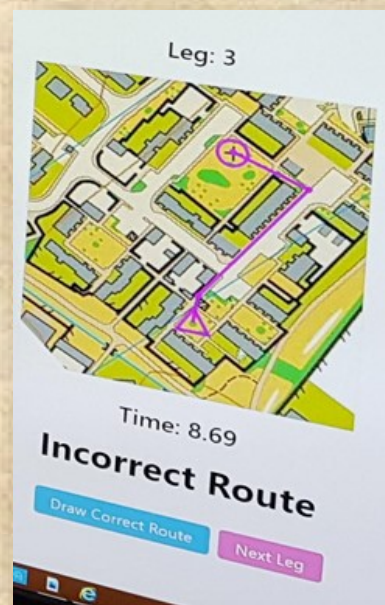 Leg: 3
Time: 8.69
Incorrect Route
Draw Correct Route
Next Leg